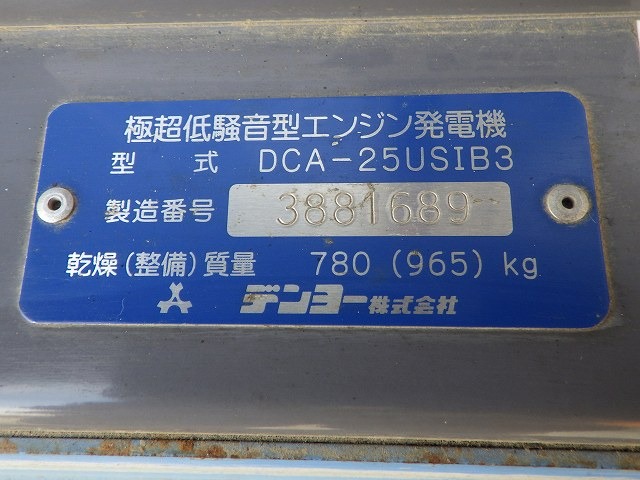 極超低騒音型エンジン発電機
型 式 DCA-25USIB3
製造番号 3881689
乾燥(整備)質量 780 (965) kg
デンヨー株式会社